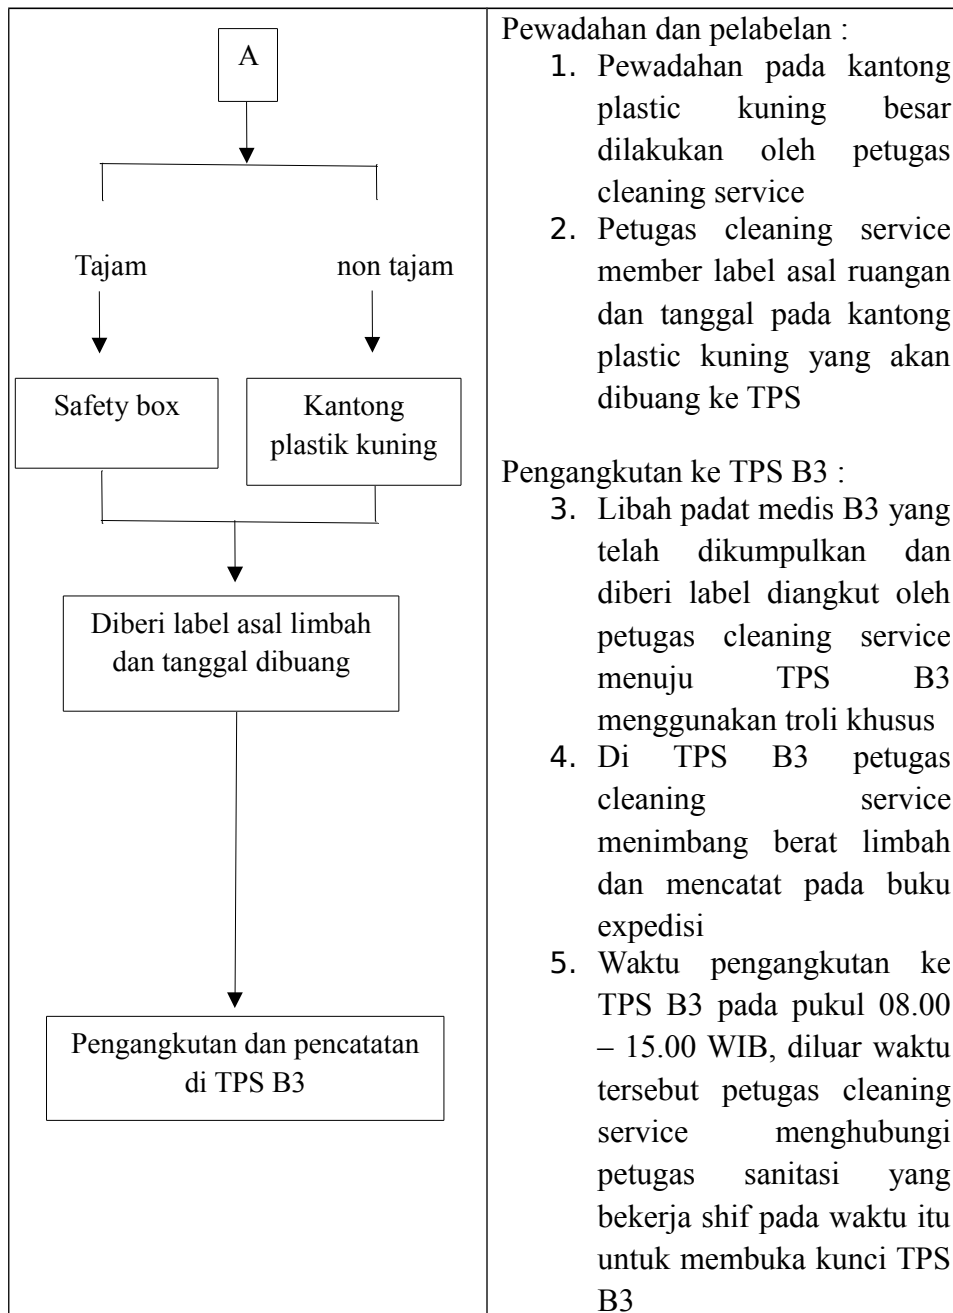 A
Tajam
non tajam
Safety box
Kantong
plastik kuning
Diberi label asal limbah
dan tanggal dibuang
Pengangkutan dan pencatatan
di TPS B3
Pewadahan dan pelabelan :
1. Pewadahan pada kantong
plastic kuning besar
dilakukan oleh petugas
cleaning service
2. Petugas cleaning service
member label asal ruangan
dan tanggal pada kantong
plastic kuning yang akan
dibuang ke TPS
Pengangkutan ke TPS B3 :
3. Libah padat medis B3 yang
telah dikumpulkan dan
diberi label diangkut oleh
petugas cleaning service
menuju TPS B3
menggunakan troli khusus
4. Di TPS B3 petugas
cleaning service
menimbang berat limbah
dan mencatat pada buku
expedisi
5. Waktu pengangkutan ke
TPS B3 pada pukul 08.00
– 15.00 WIB, diluar waktu
tersebut petugas cleaning
service menghubungi
petugas sanitasi yang
bekerja shif pada waktu itu
untuk membuka kunci TPS
B3